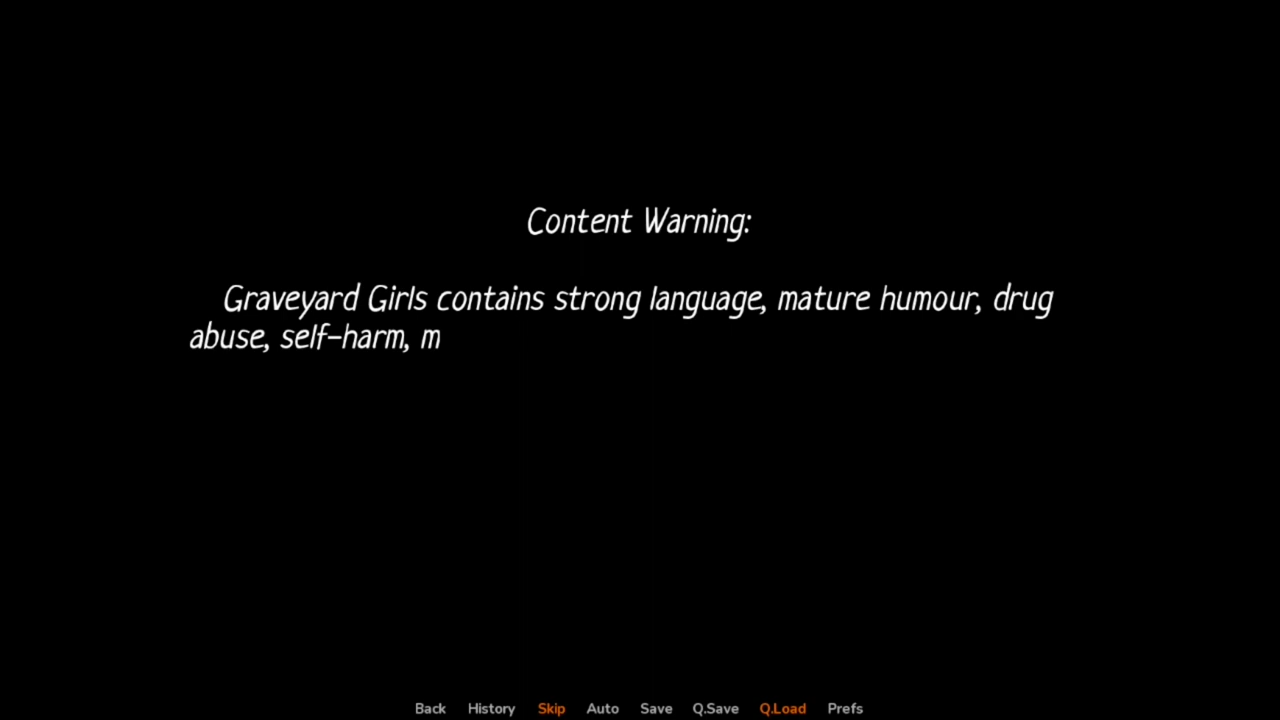 Content Warning:
Graveyard Girls contains strong language, mature humour, drug
abuse, self-harm, m
Back History Skip Auto Save Q.Save Q.Load Prefs